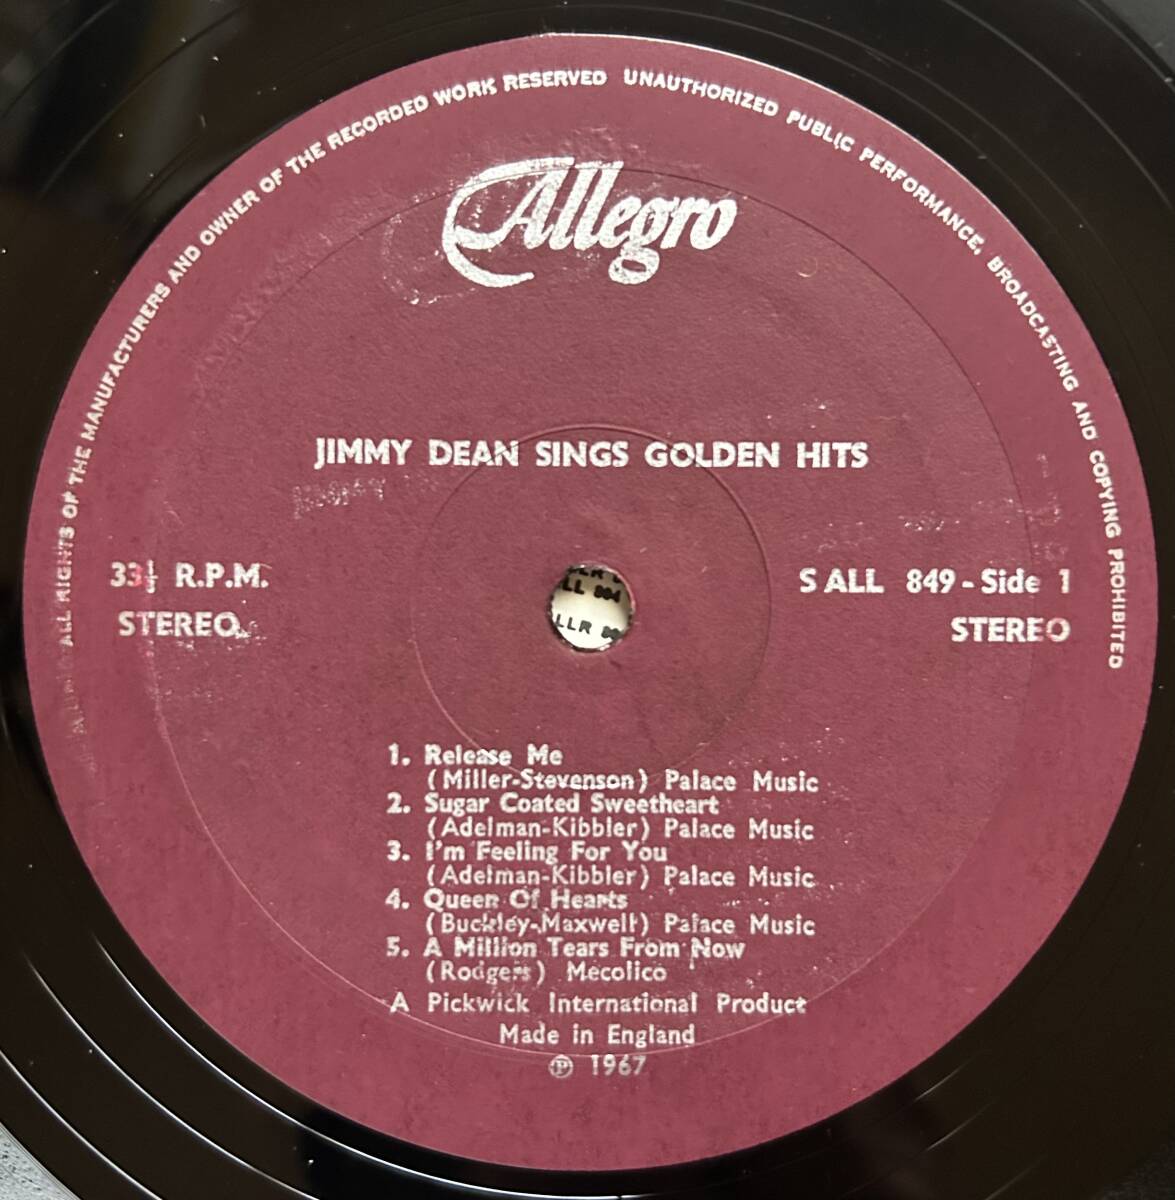 ALL RIGHTS OF THE MANUFACTURERS AND OWNER OF THE RECORDED WORK RESERVED UNAUTHORIZED PUBLIC PERFORMANCE, BROADCASTING AND COPYING PROHIBITED
Allegro
JIMMY DEAN SINGS GOLDEN HITS
33⅓ R.P.M.
STEREO
S ALL 849 - Side 1
STEREO
LLR
1. Release Me
(Miller-Stevenson) Palace Music
2. Sugar Coated Sweetheart
(Adelman-Kibbler) Palace Music
3. I'm Feeling For You
(Adelman-Kibbler) Palace Music
4. Queen Of Hearts
(Buckley-Maxwell) Palace Music
5. A Million Tears From Now
(Rodgers) Mecolico
A Pickwick International Product
Made in England
℗ 1967